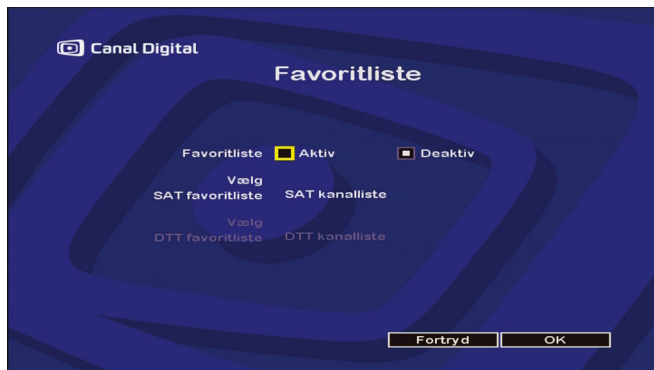 Canal Digital
Favoritliste
Favoritliste Aktiv Deaktiv
Vælg
SAT favoritliste SAT kanalliste
Vælg
DTT favoritliste DTT kanalliste
Fortryd OK